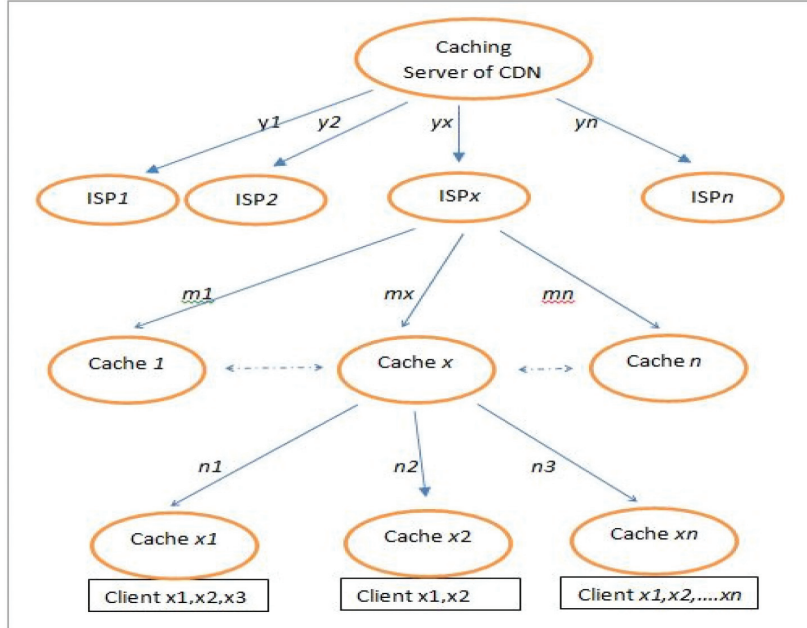 Caching
Server of CDN
y1
y2
yx
yn
ISP1
ISP2
ISPx
ISPn
m1
mx
mn
Cache 1
Cache x
Cache n
n1
n2
n3
Cache x1
Cache x2
Cache xn
Client x1,x2,x3
Client x1,x2
Client x1,x2,....xn